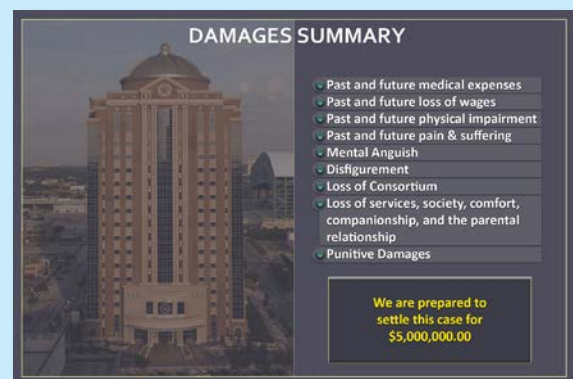 DAMAGES SUMMARY
Past and future medical expenses
Past and future loss of wages
Past and future physical impairment
Past and future pain & suffering
Mental Anguish
Disfigurement
Loss of Consortium
Loss of services, society, comfort,
companionship, and the parental
relationship
Punitive Damages
We are prepared to
settle this case for
$5,000,000.00